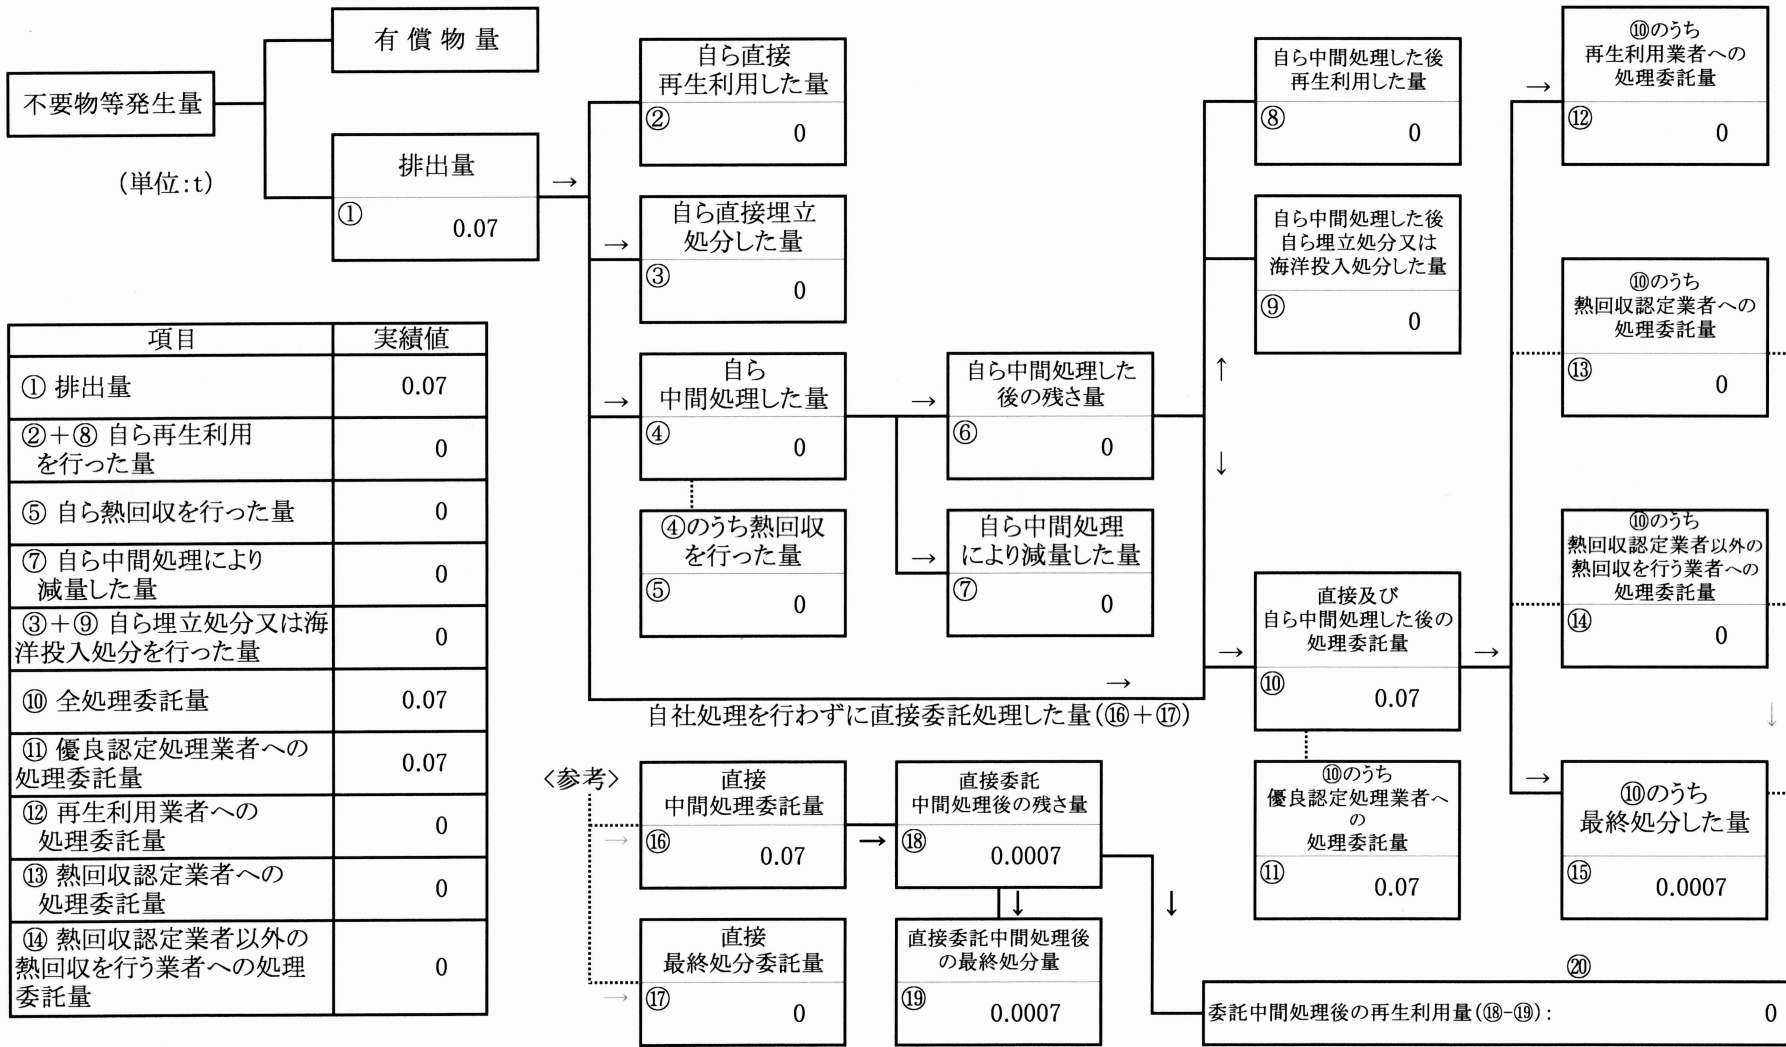 不要物等発生量
(単位:t)
有償物量
排出量
①
0.07
自ら直接
再生利用した量
②
0
自ら直接埋立
処分した量
③
0
自ら
中間処理した量
④
0
④のうち熱回収
を行った量
⑤
0
自ら中間処理した
後の残さ量
⑥
0
自ら中間処理
により減量した量
⑦
0
自ら中間処理した後
再生利用した量
⑧
0
自ら中間処理した後
自ら埋立処分又は
海洋投入処分した量
⑨
0
直接及び
自ら中間処理した後の
処理委託量
⑩
0.07
⑩のうち
優良認定処理業者へ
の
処理委託量
⑪
0.07
⑩のうち
再生利用業者への
処理委託量
⑫
0
⑩のうち
熱回収認定業者への
処理委託量
⑬
0
⑩のうち
熱回収認定業者以外の
熱回収を行う業者への
処理委託量
⑭
0
⑩のうち
最終処分した量
⑮
0.0007
自社処理を行わずに直接委託処理した量(⑯+⑰)
<参考>
直接
中間処理委託量
⑯
0.07
直接
最終処分委託量
⑰
0
直接委託
中間処理後の残さ量
⑱
0.0007
直接委託中間処理後
の最終処分量
⑲
0.0007
⑳
委託中間処理後の再生利用量(⑱-⑲): 0
項目 実績値
① 排出量 0.07
②+⑧ 自ら再生利用
を行った量 0
⑤ 自ら熱回収を行った量 0
⑦ 自ら中間処理により
減量した量 0
③+⑨ 自ら埋立処分又は海
洋投入処分を行った量 0
⑩ 全処理委託量 0.07
⑪ 優良認定処理業者への
処理委託量 0.07
⑫ 再生利用業者への
処理委託量 0
⑬ 熱回収認定業者への
処理委託量 0
⑭ 熱回収認定業者以外の
熱回収を行う業者への処理
委託量 0